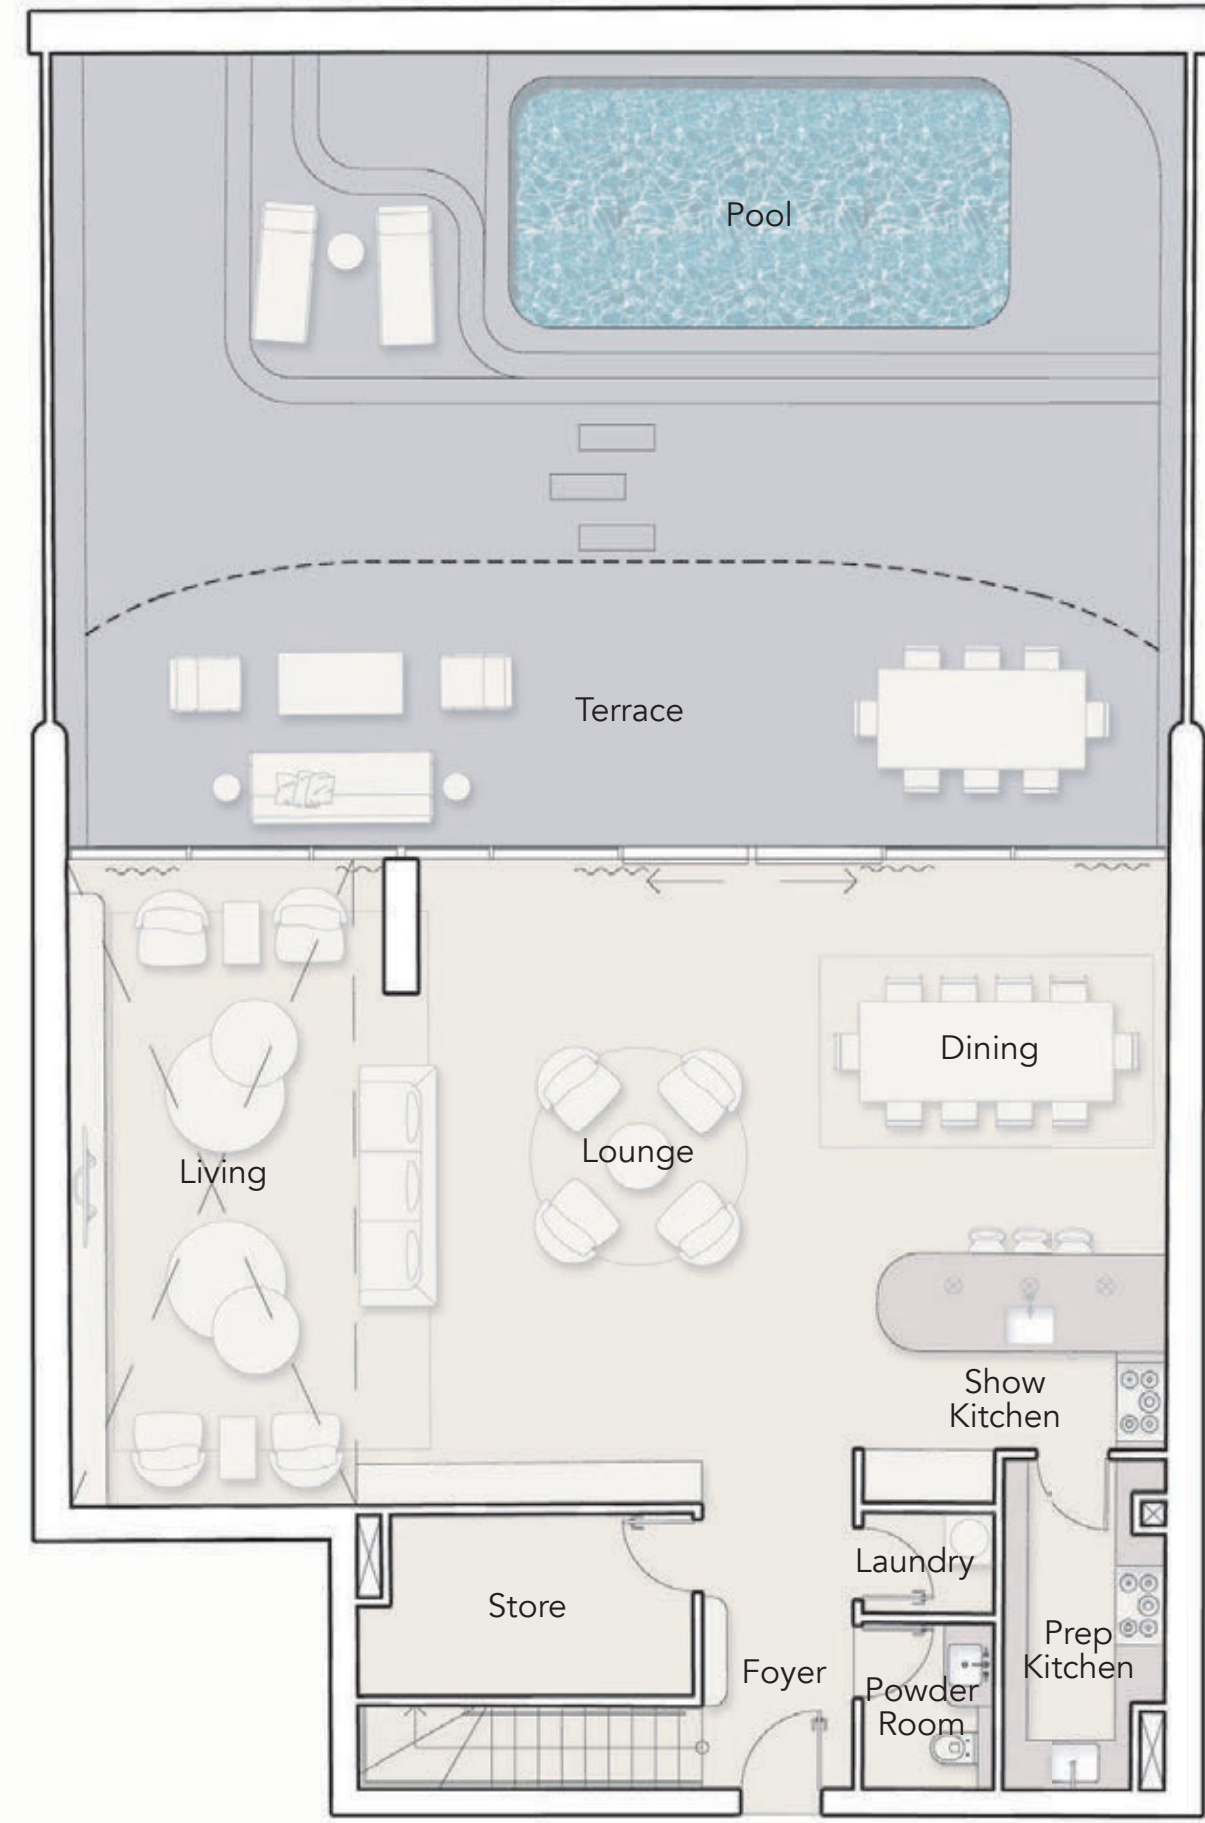 Pool
Terrace
Dining
Lounge
Living
Show
Kitchen
Laundry
Store
Prep
Kitchen
Foyer
Powder
Room